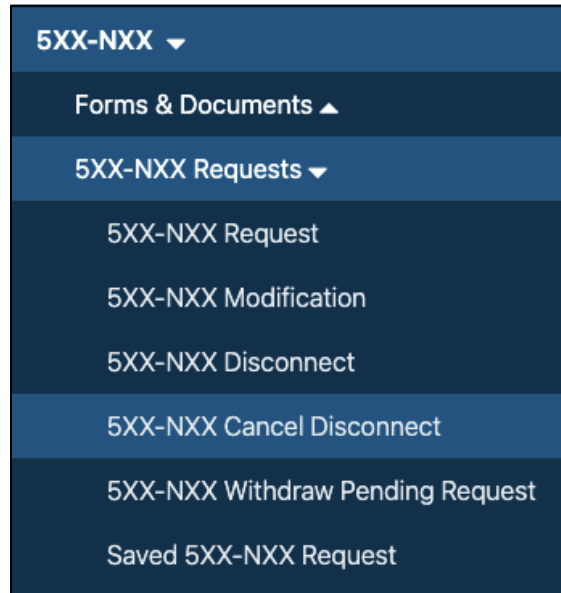 5XX-NXX
Forms & Documents
5XX-NXX Requests
5XX-NXX Request
5XX-NXX Modification
5XX-NXX Disconnect
5XX-NXX Cancel Disconnect
5XX-NXX Withdraw Pending Request
Saved 5XX-NXX Request